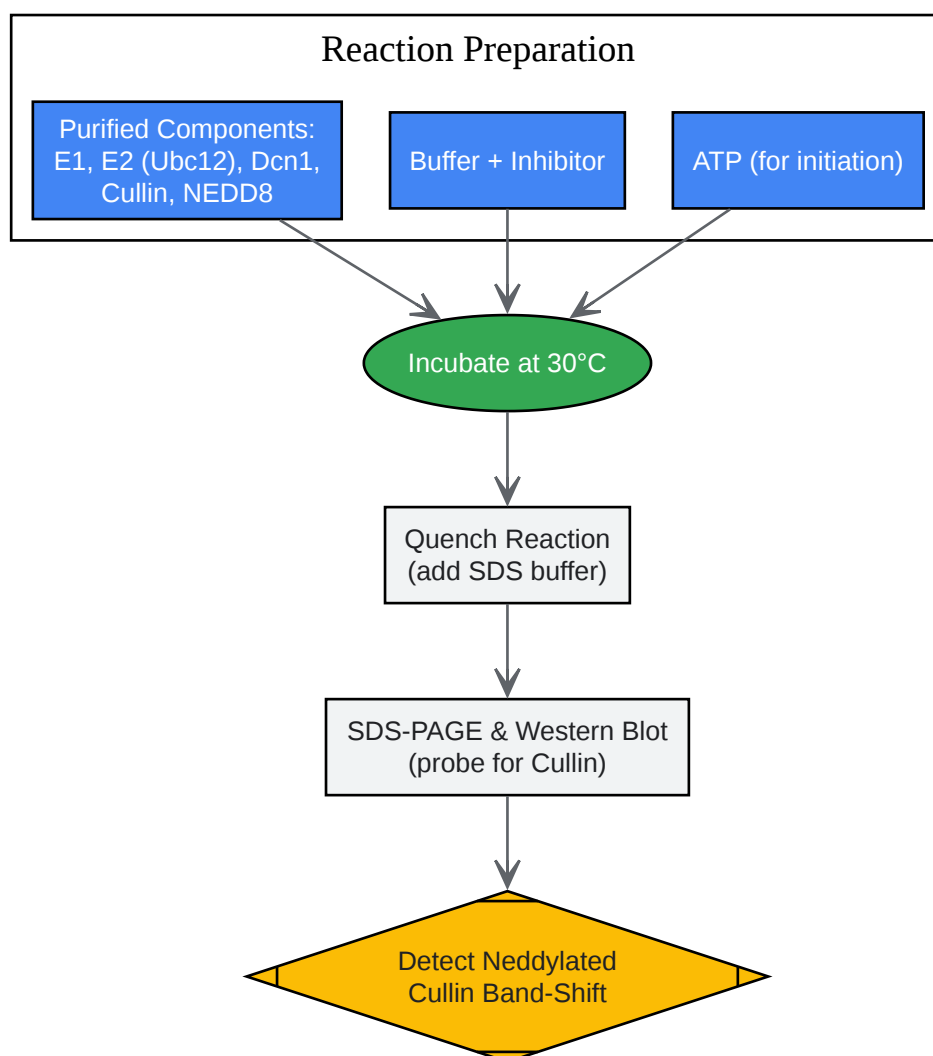 Reaction Preparation
Purified Components:
E1, E2 (Ubc12), Dcn1,
Cullin, NEDD8
Buffer + Inhibitor
ATP (for initiation)
Incubate at 30°C
Quench Reaction
(add SDS buffer)
SDS-PAGE & Western Blot
(probe for Cullin)
Detect Neddylated
Cullin Band-Shift